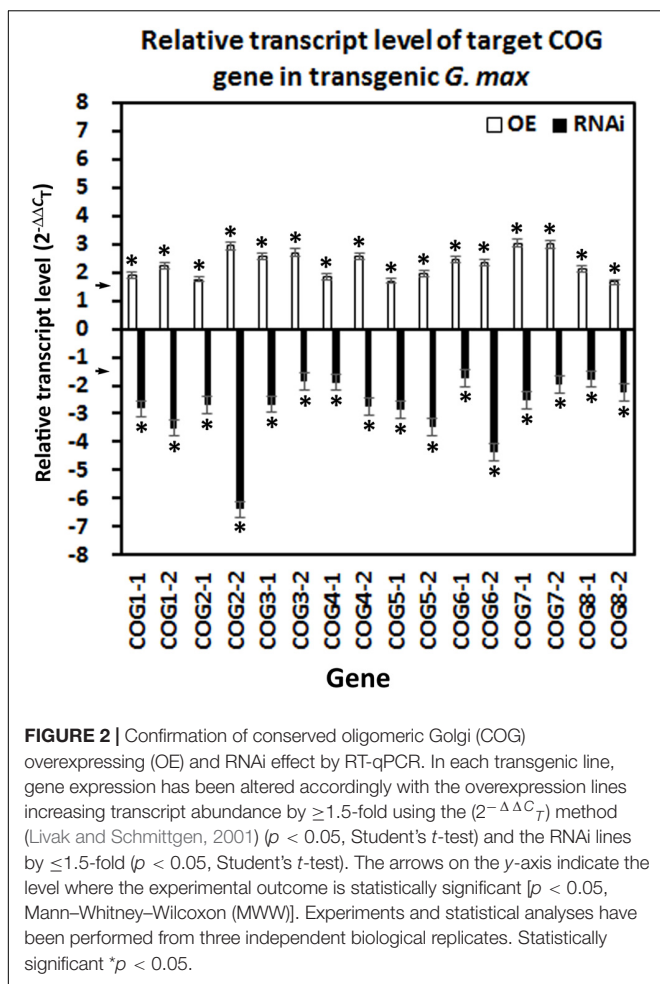 Relative transcript level of target COG
gene in transgenic G. max
OE RNAi
Relative transcript level (2^-ΔΔC_T)
8
7
6
5
4
3
2
1
0
-1
-2
-3
-4
-5
-6
-7
-8
* * * * * * * * * * * * * * * *
* * * * * * * * * * * * * * * *
COG1-1
COG1-2
COG2-1
COG2-2
COG3-1
COG3-2
COG4-1
COG4-2
COG5-1
COG5-2
COG6-1
COG6-2
COG7-1
COG7-2
COG8-1
COG8-2
Gene
FIGURE 2 | Confirmation of conserved oligomeric Golgi (COG)
overexpressing (OE) and RNAi effect by RT-qPCR. In each transgenic line,
gene expression has been altered accordingly with the overexpression lines
increasing transcript abundance by ≥1.5-fold using the (2^−ΔΔC_T) method
(Livak and Schmittgen, 2001) (p < 0.05, Student's t-test) and the RNAi lines
by ≤1.5-fold (p < 0.05, Student's t-test). The arrows on the y-axis indicate the
level where the experimental outcome is statistically significant [p < 0.05,
Mann–Whitney–Wilcoxon (MWW)]. Experiments and statistical analyses have
been performed from three independent biological replicates. Statistically
significant *p < 0.05.